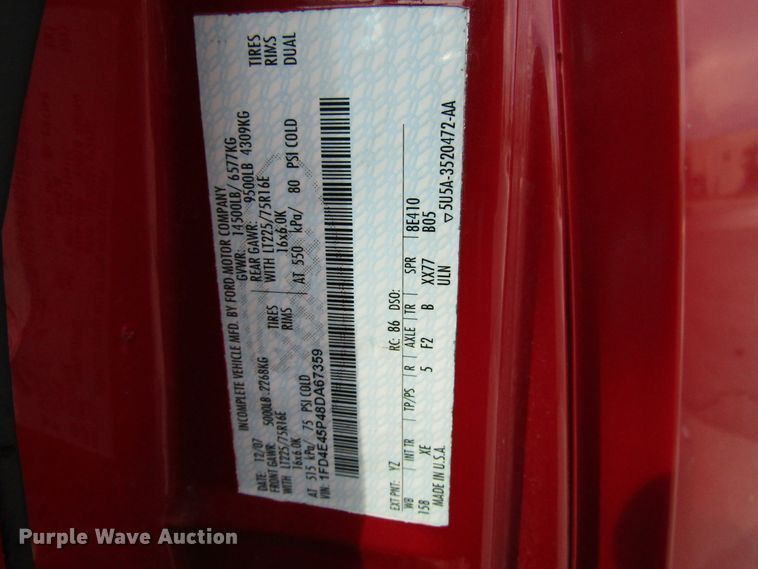 INCOMPLETE VEHICLE MFD. BY FORD MOTOR COMPANY
DATE: 12/07 GVWR: 14500LB/ 6577KG
FRONT GAWR: 5000LB 2268KG REAR GAWR: 9500LB 4309KG
WITH LT225/75R16E TIRES WITH LT225/75R16E TIRES
16x6.0K RIMS 16x6.0K RIMS
AT 515 kPa/ 75 PSI COLD AT 550 kPa/ 80 PSI COLD DUAL
VIN: 1FD4E45P48DA67359
EXT PNT: YZ RC: 86 DSO:
WB INT TR TP/PS R AXLE TR SPR 8E410
158 XE 5 F2 B XX77 B05
MADE IN U.S.A. ULN ▽5U5A-3520472-AA
Purple Wave Auction